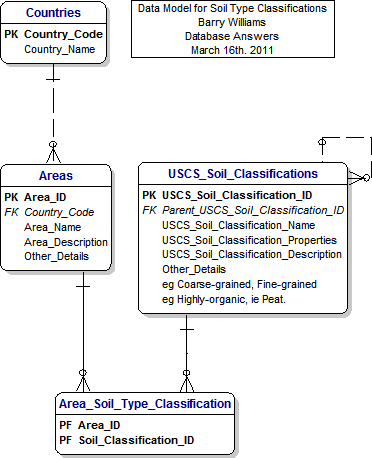 Countries
PK Country_Code
Country_Name
Data Model for Soil Type Classifications
Barry Williams
Database Answers
March 16th. 2011
Areas
PK Area_ID
FK Country_Code
Area_Name
Area_Description
Other_Details
USCS_Soil_Classifications
PK USCS_Soil_Classification_ID
FK Parent_USCS_Soil_Classification_ID
USCS_Soil_Classification_Name
USCS_Soil_Classification_Properties
USCS_Soil_Classification_Description
Other_Details
eg Coarse-grained, Fine-grained
eg Highly-organic, ie Peat.
Area_Soil_Type_Classification
PF Area_ID
PF Soil_Classification_ID